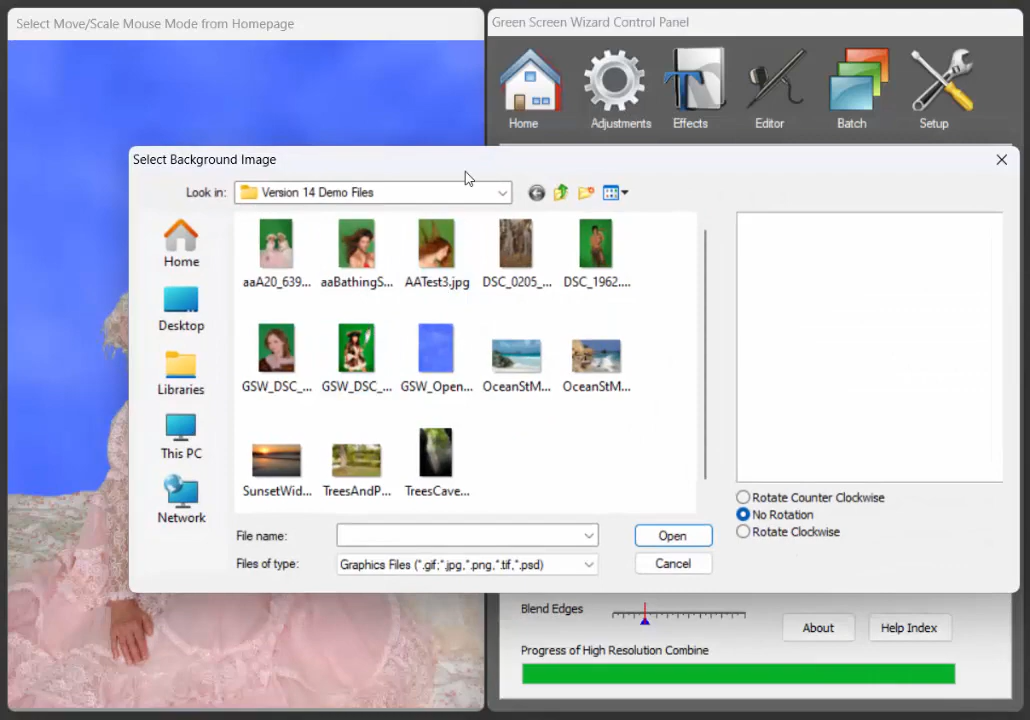 Select Move/Scale Mouse Mode from Homepage
Green Screen Wizard Control Panel
Home
Adjustments
Effects
Editor
Batch
Setup
Select Background Image
Look in:
Version 14 Demo Files
Home
Desktop
Libraries
This PC
Network
aaA20_639...
aaBathingS...
AATest3.jpg
DSC_0205_...
DSC_1962....
GSW_DSC_...
GSW_DSC_...
GSW_Open...
OceanStM...
OceanStM...
SunsetWid...
TreesAndP...
TreesCave...
Rotate Counter Clockwise
No Rotation
Rotate Clockwise
File name:
Open
Files of type:
Graphics Files (*.gif;*.jpg,*.png,*.tif,*.psd)
Cancel
Blend Edges
About
Help Index
Progress of High Resolution Combine